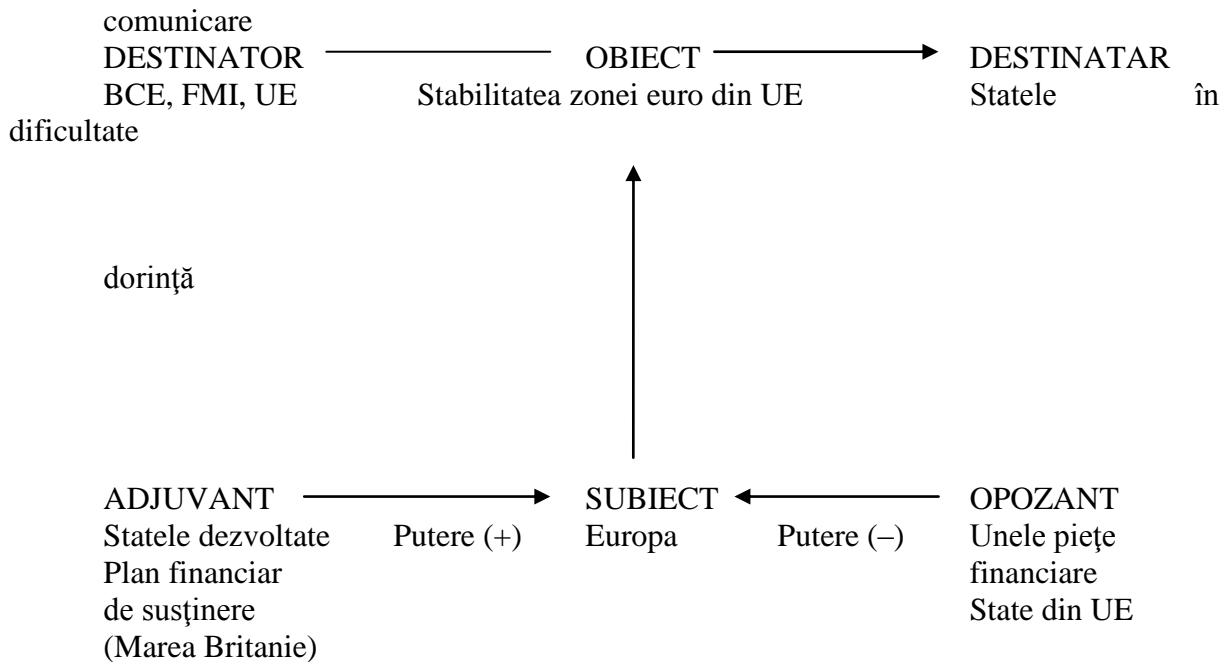 comunicare
DESTINATOR OBIECT DESTINATAR
BCE, FMI, UE Stabilitatea zonei euro din UE Statele în
dificultate
dorinţă
ADJUVANT SUBIECT OPOZANT
Statele dezvoltate Putere (+) Europa Putere (–) Unele pieţe
Plan financiar financiare
de susţinere State din UE
(Marea Britanie)